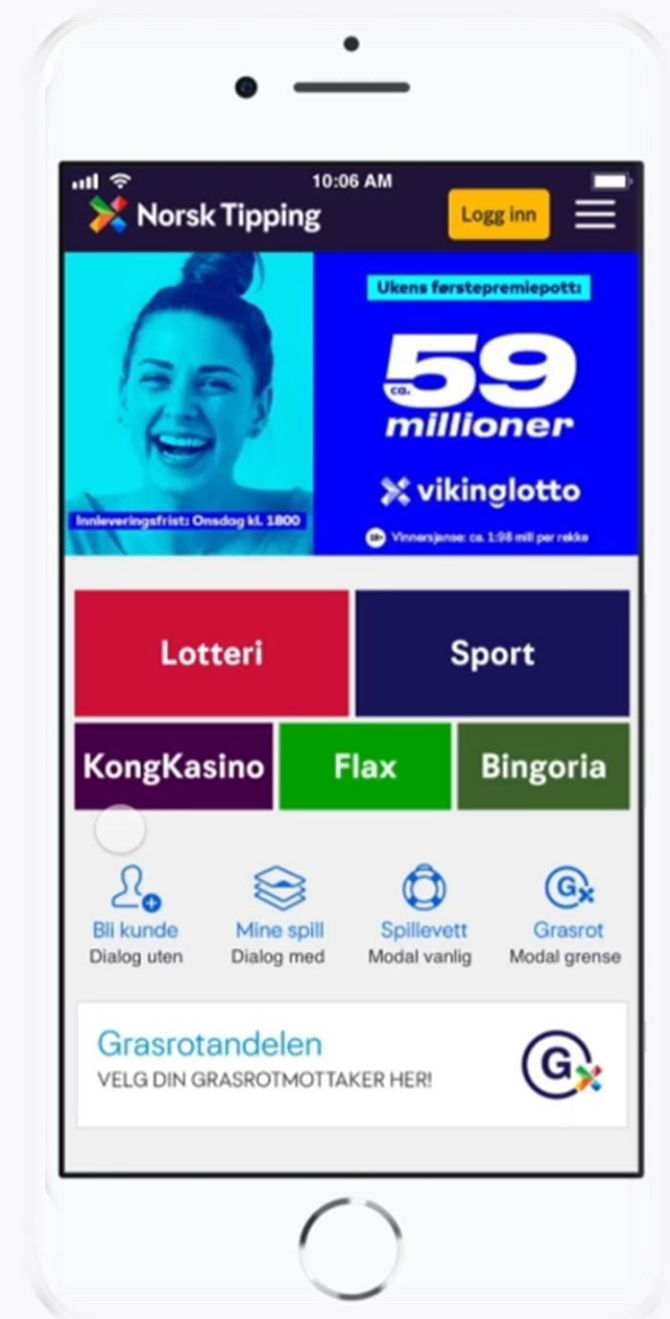 10:06 AM
Norsk Tipping
Logg inn
Ukens førstepremiepott:
ca. 59
millioner
vikinglotto
Innleveringsfrist: Onsdag kl. 1800
18+ Vinnersjanse: ca. 1:98 mill per rekke
Lotteri
Sport
KongKasino
Flax
Bingoria
Bli kunde
Mine spill
Spillevett
Grasrot
Dialog uten
Dialog med
Modal vanlig
Modal grense
Grasrotandelen
VELG DIN GRASROTMOTTAKER HER!
G